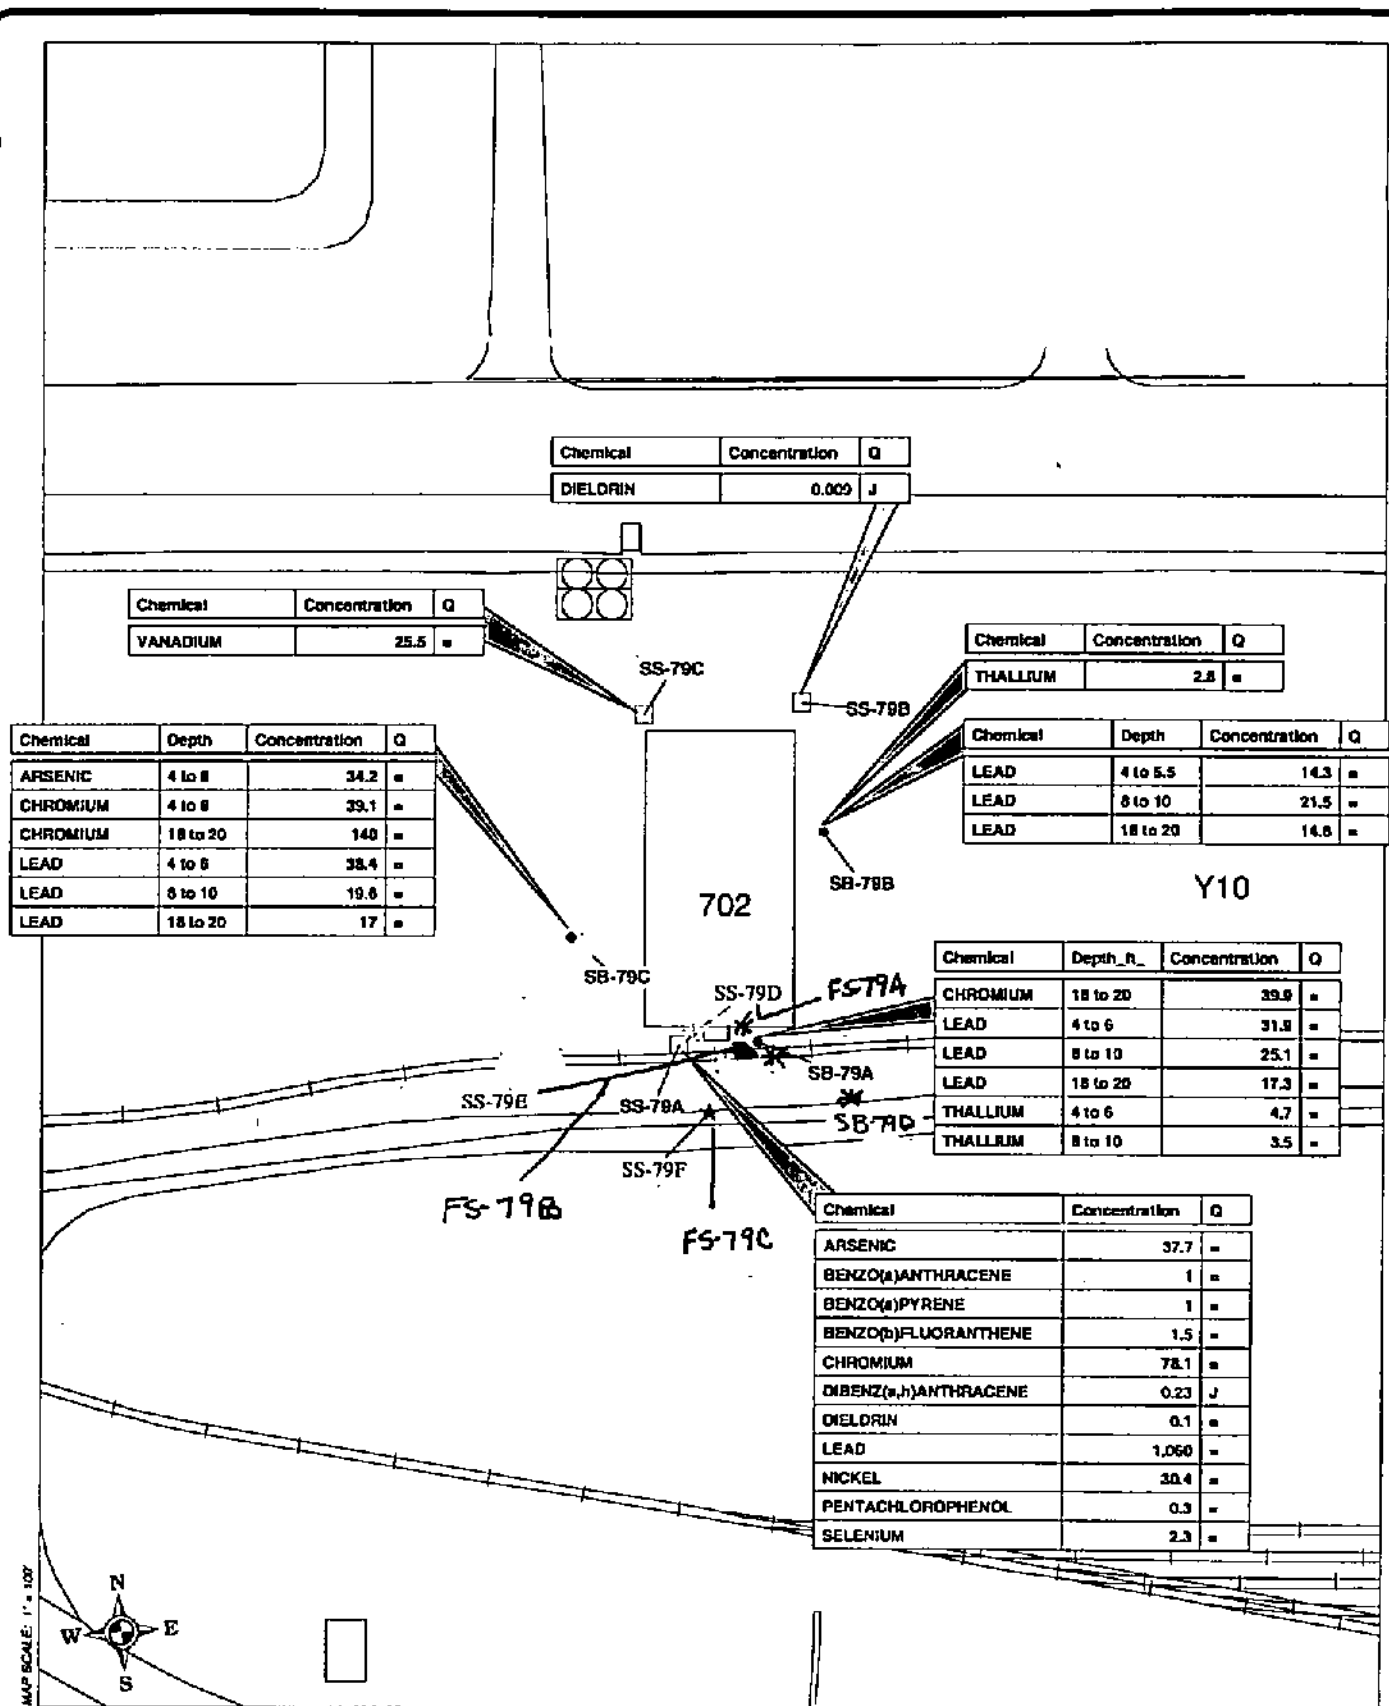 Chemical Concentration Q
DIELDRIN 0.009 J
Chemical Concentration Q
VANADIUM 25.5 =
SS-79C
SS-79B
Chemical Concentration Q
THALLIUM 2.8 =
Chemical Depth Concentration Q
LEAD 4 to 5.5 14.3 =
LEAD 8 to 10 21.5 =
LEAD 18 to 20 14.6 =
Chemical Depth Concentration Q
ARSENIC 4 to 6 34.2 =
CHROMIUM 4 to 6 39.1 =
CHROMIUM 18 to 20 140 =
LEAD 4 to 6 38.4 =
LEAD 8 to 10 19.6 =
LEAD 18 to 20 17 =
SB-79B
702
Y10
SB-79C
SS-79D
FS79A
Chemical Depth_ft_ Concentration Q
CHROMIUM 18 to 20 39.9 =
LEAD 4 to 6 31.9 =
LEAD 8 to 10 25.1 =
LEAD 18 to 20 17.3 =
THALLIUM 4 to 6 4.7 =
THALLIUM 8 to 10 3.5 =
SB-79A
SS-79E
SS-79A
SB-79D
SS-79F
FS-79B
FS-79C
Chemical Concentration Q
ARSENIC 37.7 =
BENZO(a)ANTHRACENE 1 =
BENZO(a)PYRENE 1 =
BENZO(b)FLUORANTHENE 1.5 =
CHROMIUM 78.1 =
DIBENZ(a,h)ANTHRACENE 0.23 J
DIELDRIN 0.1 =
LEAD 1,060 =
NICKEL 30.4 =
PENTACHLOROPHENOL 0.3 =
SELENIUM 2.3 =
MAP SCALE: 1" = 100'
N
W E
S